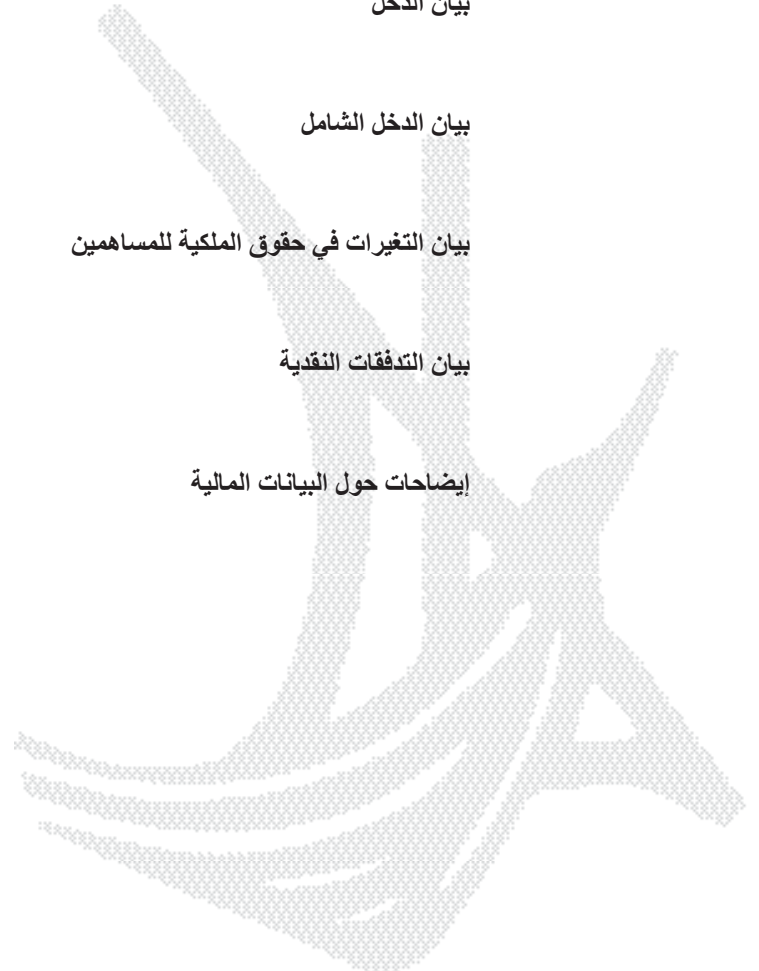 بيان الدخل
بيان الدخل الشامل
بيان التغيرات في حقوق الملكية للمساهمين
بيان التدفقات النقدية
إيضاحات حول البيانات المالية